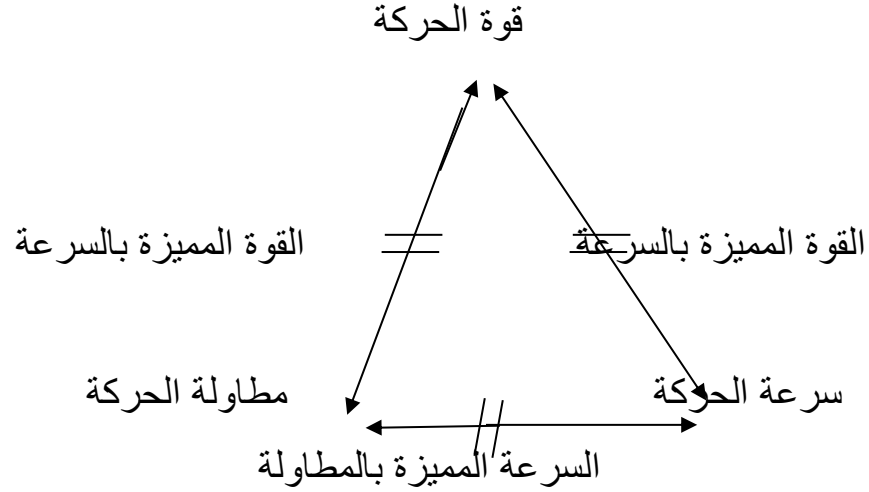 قوة الحركة
القوة المميزة بالسرعة
القوة المميزة بالسرعة
سرعة الحركة
مطاولة الحركة
السرعة المميزة بالمطاولة